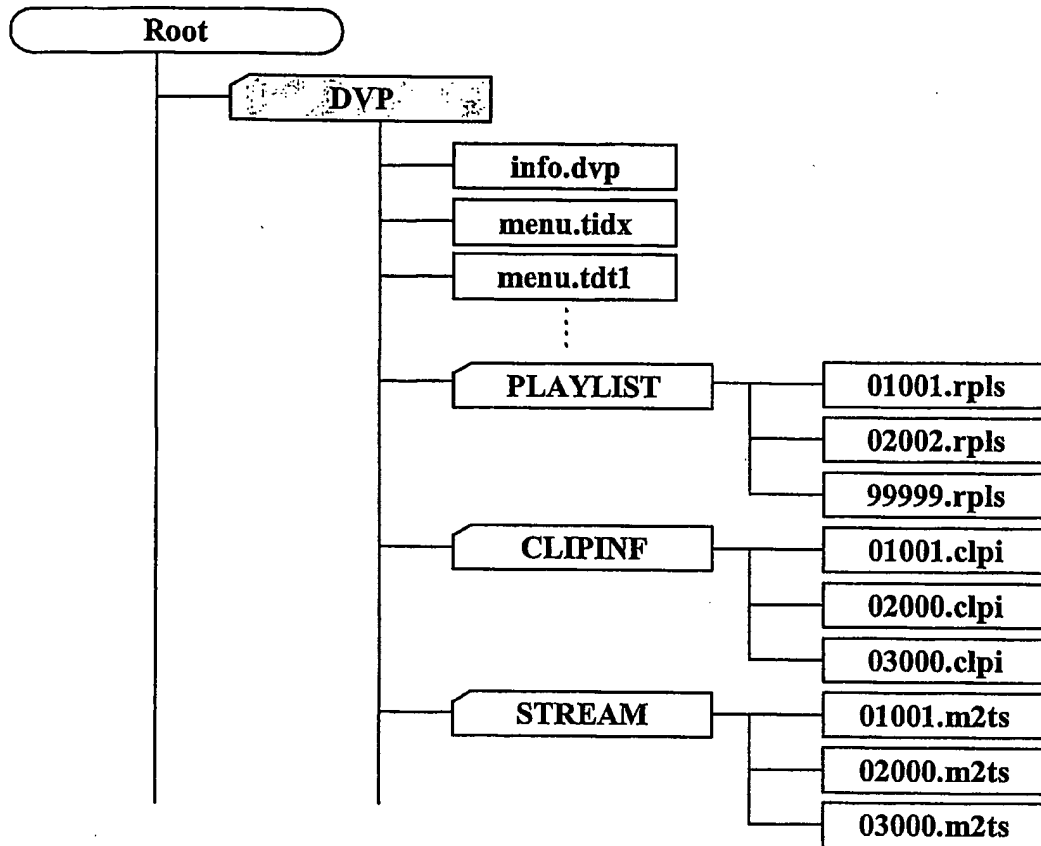 Root
DVP
info.dvp
menu.tidx
menu.tdt1
PLAYLIST
01001.rpls
02002.rpls
99999.rpls
CLIPINF
01001.clpi
02000.clpi
03000.clpi
STREAM
01001.m2ts
02000.m2ts
03000.m2ts